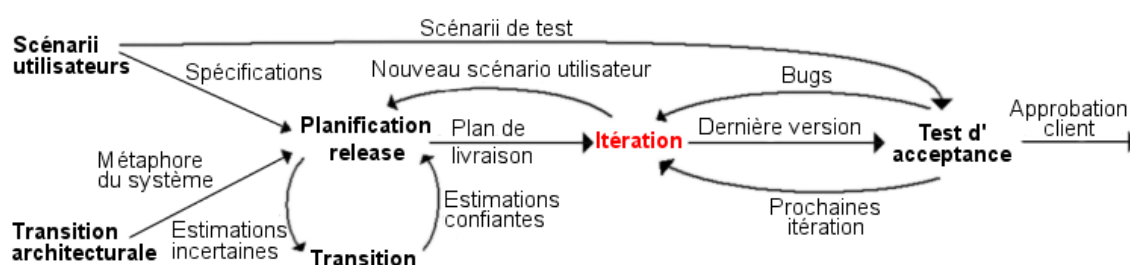 Scénarii de test
Scénarii
utilisateurs
Spécifications
Nouveau scénario utilisateur
Bugs
Approbation
client
Planification
release
Plan de
livraison
Itération
Dernière version
Test d'
acceptance
Métaphore
du système
Estimations
confiantes
Prochaines
itération
Transition
architecturale
Estimations
incertaines
Transition